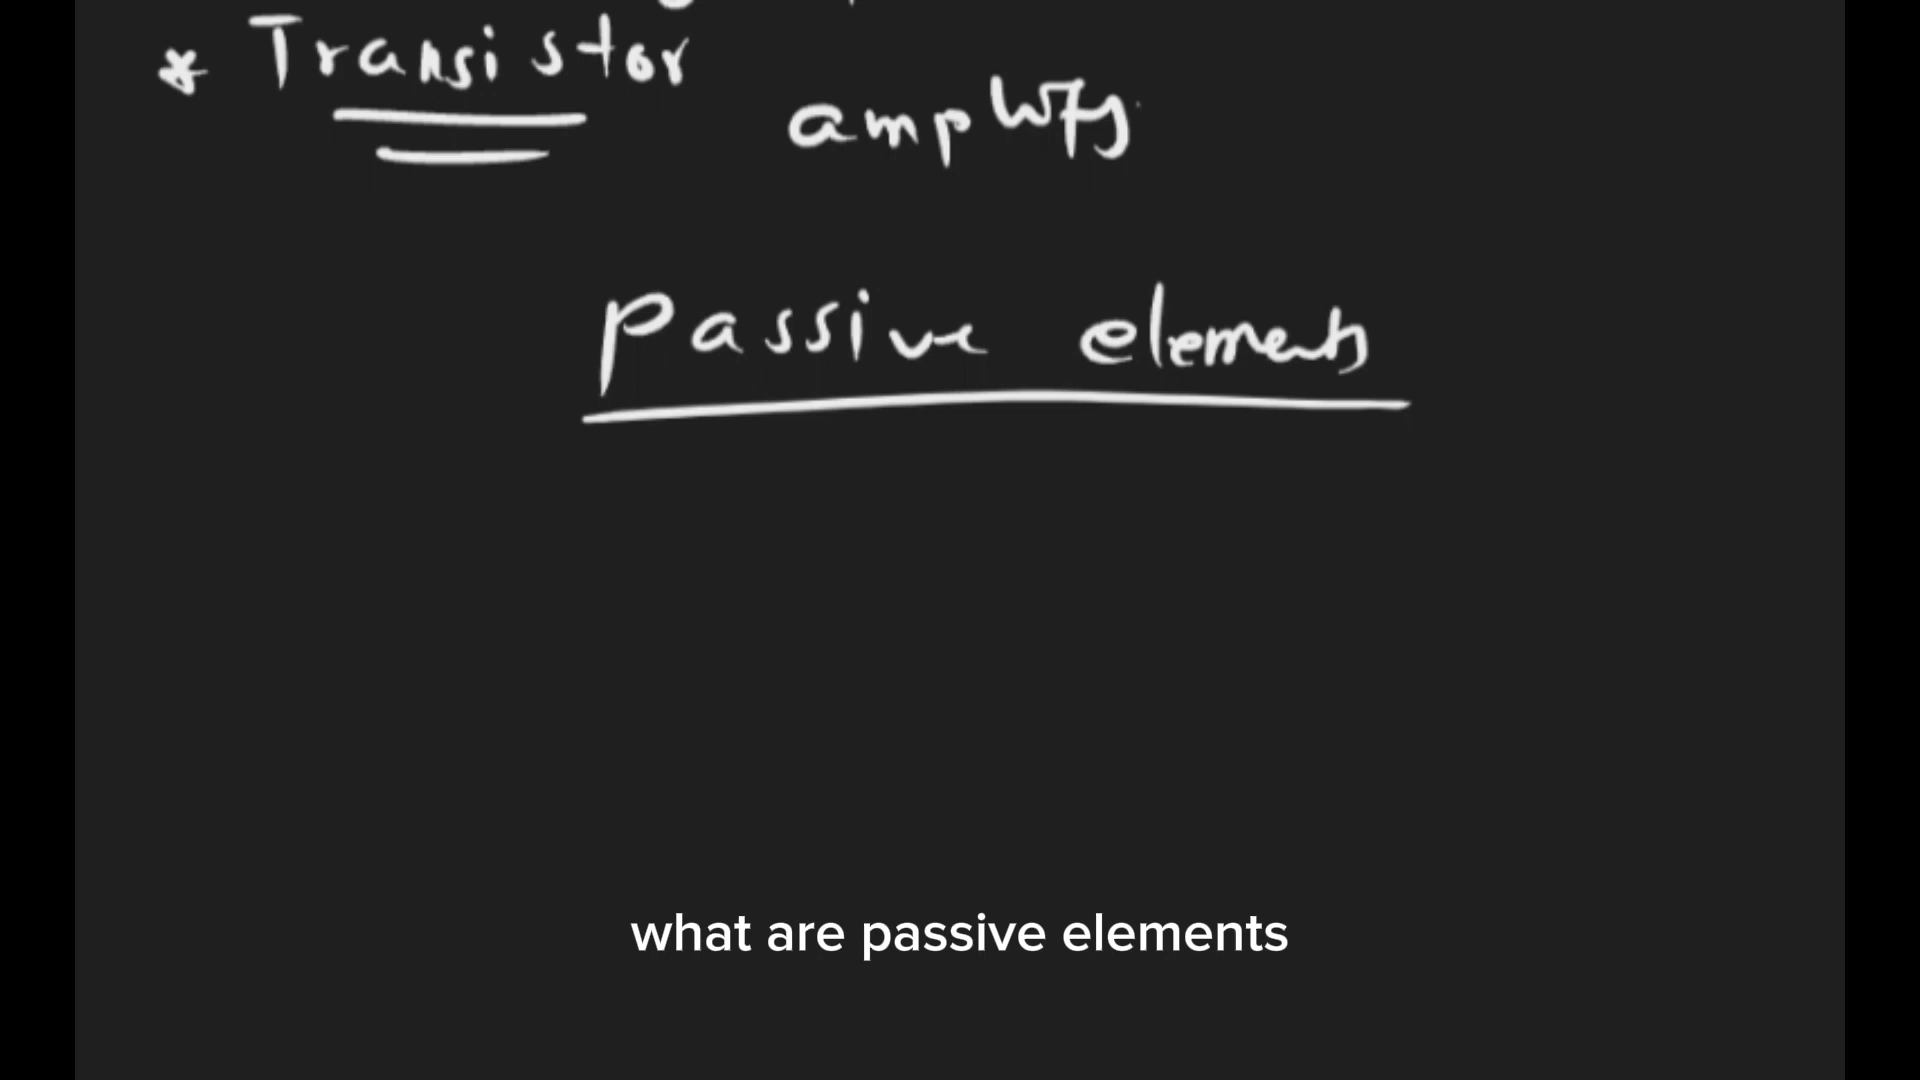 * Transistor
amplify
Passive elements
what are passive elements